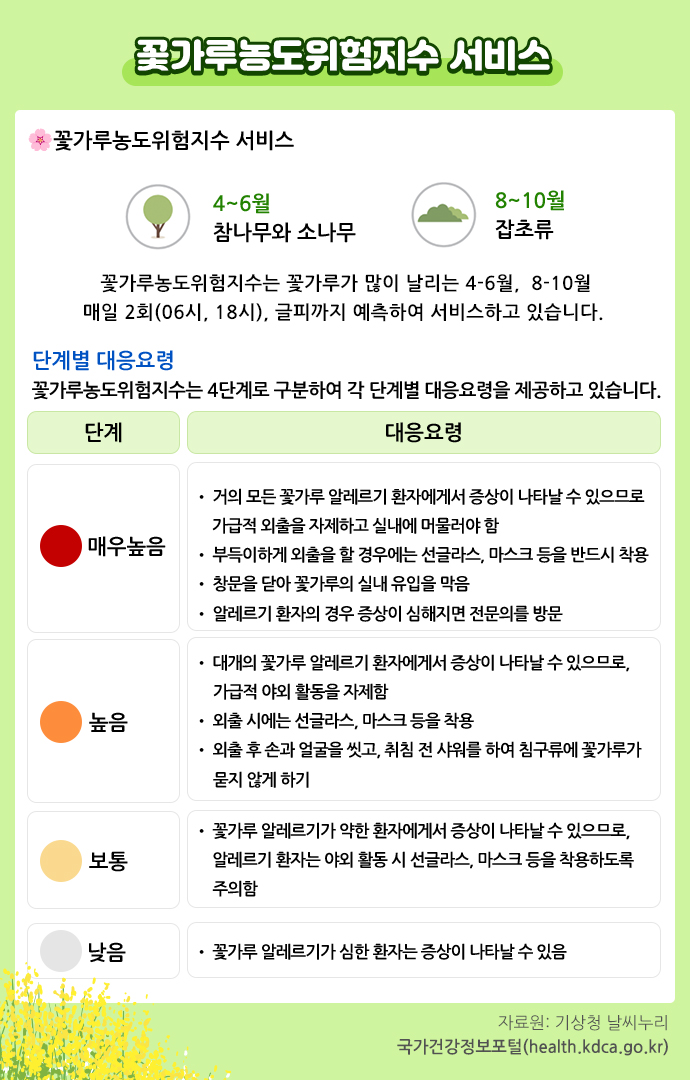 꽃가루농도위험지수 서비스
꽃가루농도위험지수 서비스
4~6월
참나무와 소나무
8~10월
잡초류
꽃가루농도위험지수는 꽃가루가 많이 날리는 4-6월, 8-10월
매일 2회(06시, 18시), 글피까지 예측하여 서비스하고 있습니다.
단계별 대응요령
꽃가루농도위험지수는 4단계로 구분하여 각 단계별 대응요령을 제공하고 있습니다.
단계
대응요령
매우높음
• 거의 모든 꽃가루 알레르기 환자에게서 증상이 나타날 수 있으므로
가급적 외출을 자제하고 실내에 머물러야 함
• 부득이하게 외출을 할 경우에는 선글라스, 마스크 등을 반드시 착용
• 창문을 닫아 꽃가루의 실내 유입을 막음
• 알레르기 환자의 경우 증상이 심해지면 전문의를 방문
높음
• 대개의 꽃가루 알레르기 환자에게서 증상이 나타날 수 있으므로,
가급적 야외 활동을 자제함
• 외출 시에는 선글라스, 마스크 등을 착용
• 외출 후 손과 얼굴을 씻고, 취침 전 샤워를 하여 침구류에 꽃가루가
묻지 않게 하기
보통
• 꽃가루 알레르기가 약한 환자에게서 증상이 나타날 수 있으므로,
알레르기 환자는 야외 활동 시 선글라스, 마스크 등을 착용하도록
주의함
낮음
• 꽃가루 알레르기가 심한 환자는 증상이 나타날 수 있음
자료원: 기상청 날씨누리
국가건강정보포털(health.kdca.go.kr)